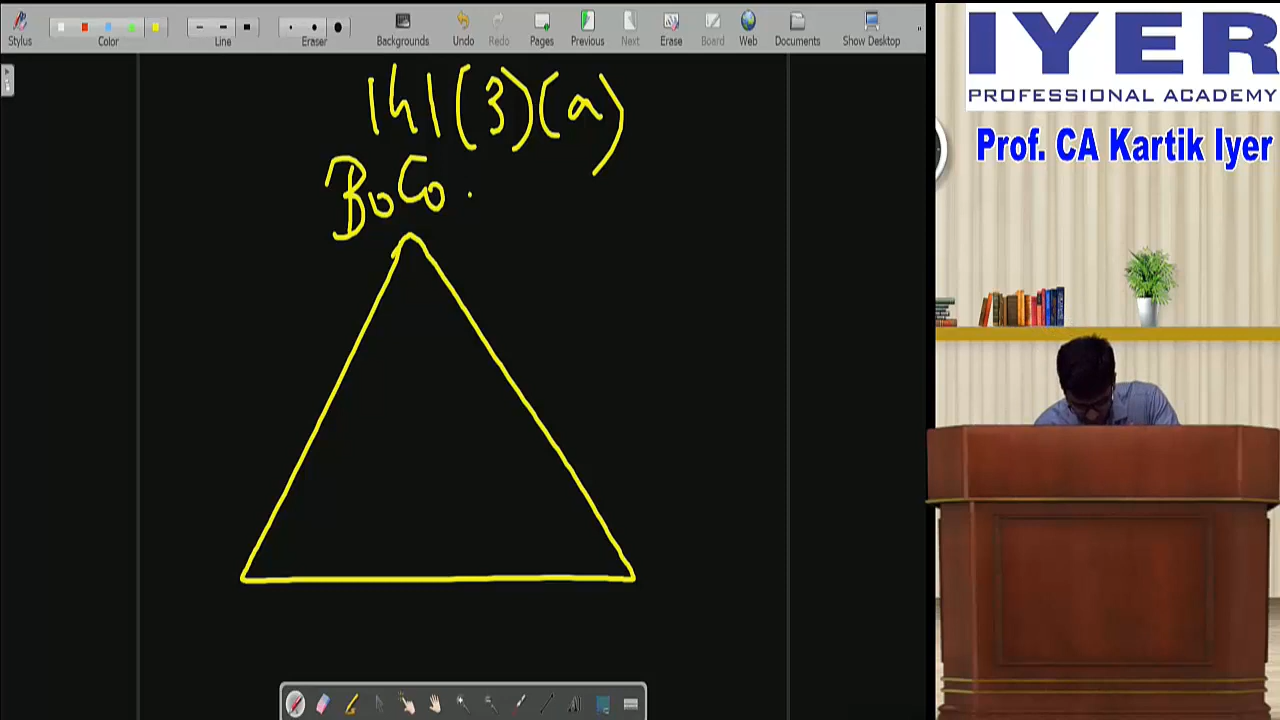 Stylus
Color
Line
Eraser
Backgrounds
Undo
Redo
Pages
Previous
Next
Erase
Board
Web
Documents
Show Desktop
IYER
PROFESSIONAL ACADEMY
Prof. CA Kartik Iyer
141(3)(a)
BoCo.